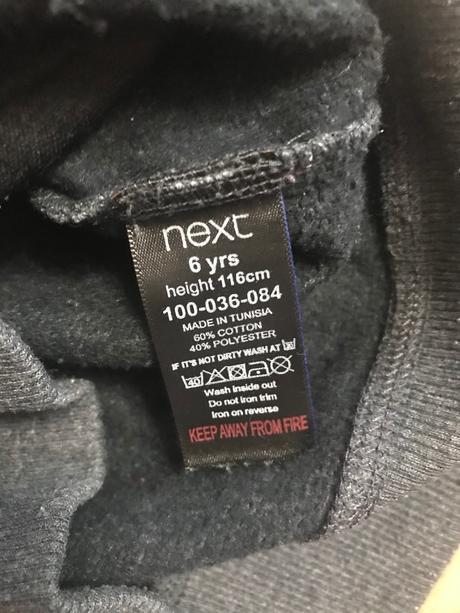 next
6 yrs
height 116cm
100-036-084
MADE IN TUNISIA
60% COTTON
40% POLYESTER
IF IT'S NOT DIRTY WASH AT
40
Wash inside out
Do not iron trim
Iron on reverse
KEEP AWAY FROM FIRE